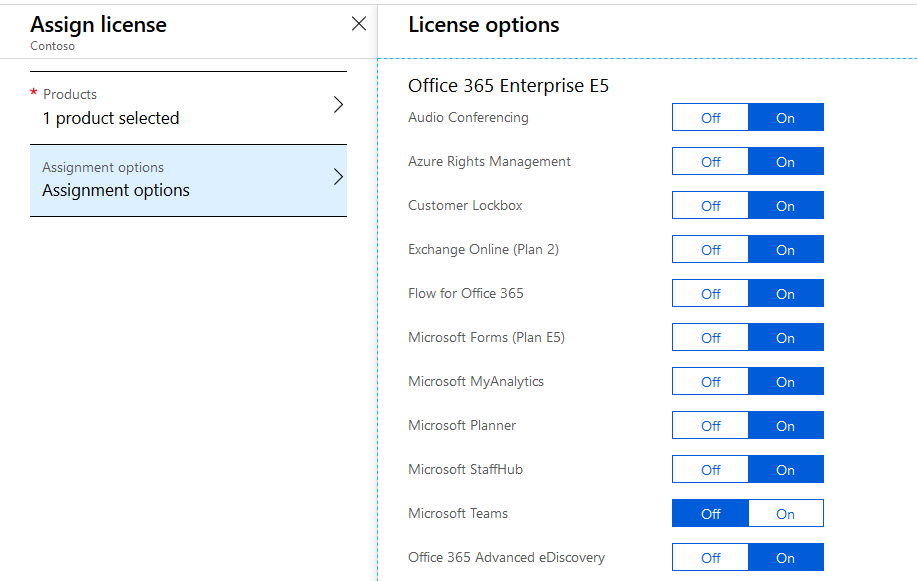 Assign license
Contoso
* Products
1 product selected
Assignment options
Assignment options
License options
Office 365 Enterprise E5
Audio Conferencing Off On
Azure Rights Management Off On
Customer Lockbox Off On
Exchange Online (Plan 2) Off On
Flow for Office 365 Off On
Microsoft Forms (Plan E5) Off On
Microsoft MyAnalytics Off On
Microsoft Planner Off On
Microsoft StaffHub Off On
Microsoft Teams Off On
Office 365 Advanced eDiscovery Off On